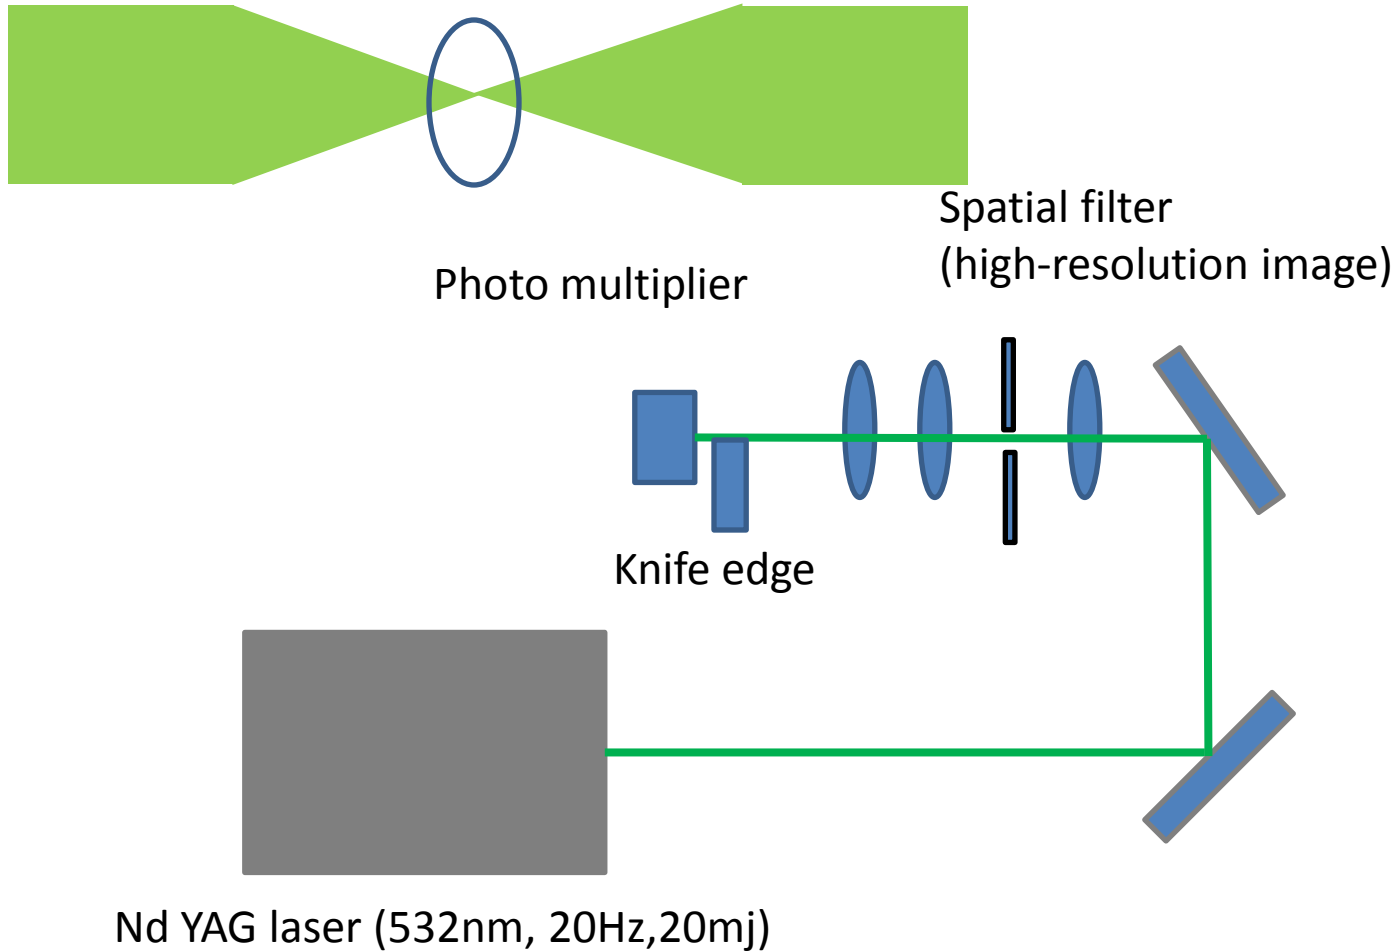 Spatial filter
(high-resolution image)
Photo multiplier
Knife edge
Nd YAG laser (532nm, 20Hz,20mj)